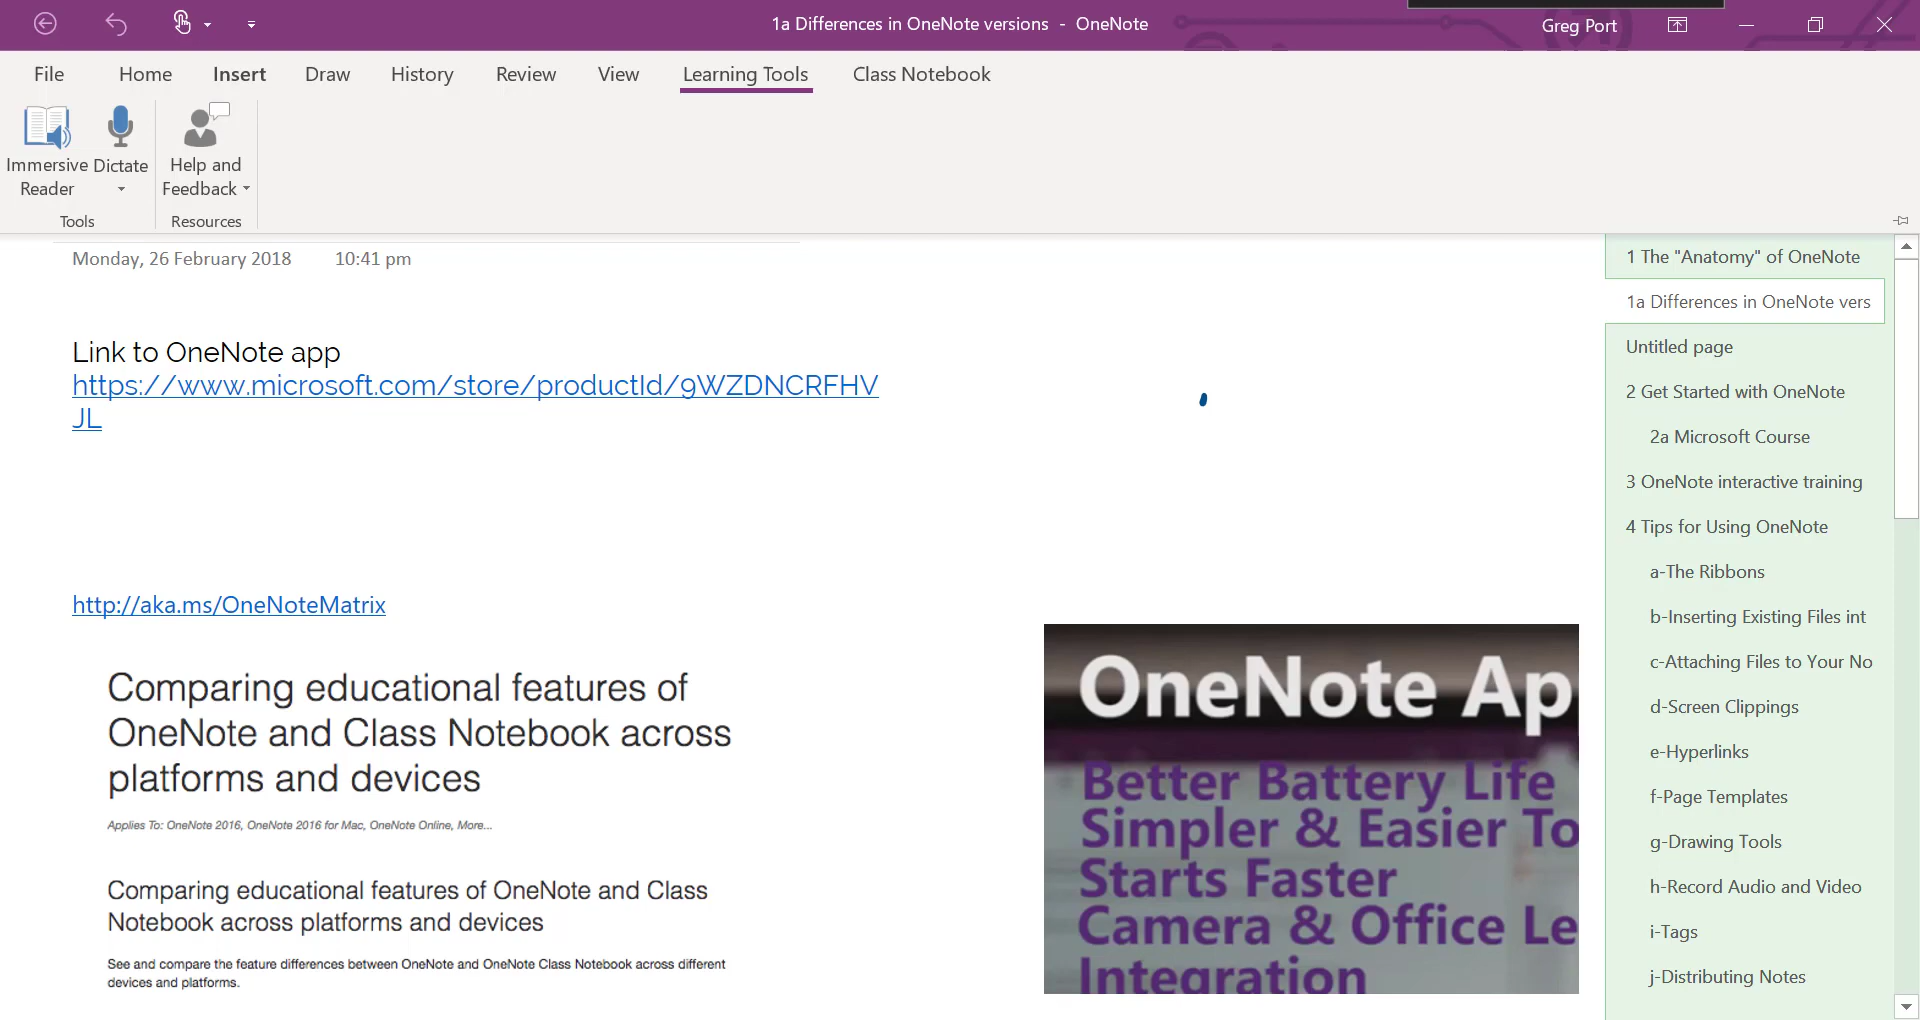 1a Differences in OneNote versions - OneNote
Greg Port
File Home Insert Draw History Review View Learning Tools Class Notebook
Immersive Reader
Dictate
Help and Feedback
Tools
Resources
Monday, 26 February 2018 10:41 pm
Link to OneNote app
https://www.microsoft.com/store/productId/9WZDNCRFHV
JL
http://aka.ms/OneNoteMatrix
Comparing educational features of
OneNote and Class Notebook across
platforms and devices
Applies To: OneNote 2016, OneNote 2016 for Mac, OneNote Online, More...
Comparing educational features of OneNote and Class
Notebook across platforms and devices
See and compare the feature differences between OneNote and OneNote Class Notebook across different
devices and platforms.
OneNote Ap
Better Battery Life
Simpler & Easier To
Starts Faster
Camera & Office Le
Integration
1 The "Anatomy" of OneNote
1a Differences in OneNote vers
Untitled page
2 Get Started with OneNote
2a Microsoft Course
3 OneNote interactive training
4 Tips for Using OneNote
a-The Ribbons
b-Inserting Existing Files int
c-Attaching Files to Your No
d-Screen Clippings
e-Hyperlinks
f-Page Templates
g-Drawing Tools
h-Record Audio and Video
i-Tags
j-Distributing Notes